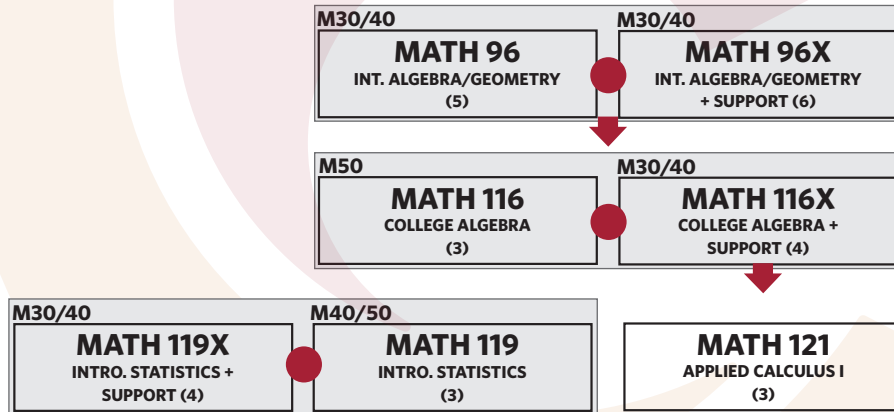 M30/40
MATH 96
INT. ALGEBRA/GEOMETRY
(5)
M30/40
MATH 96X
INT. ALGEBRA/GEOMETRY
+ SUPPORT (6)
M50
MATH 116
COLLEGE ALGEBRA
(3)
M30/40
MATH 116X
COLLEGE ALGEBRA +
SUPPORT (4)
M30/40
MATH 119X
INTRO. STATISTICS +
SUPPORT (4)
M40/50
MATH 119
INTRO. STATISTICS
(3)
MATH 121
APPLIED CALCULUS I
(3)